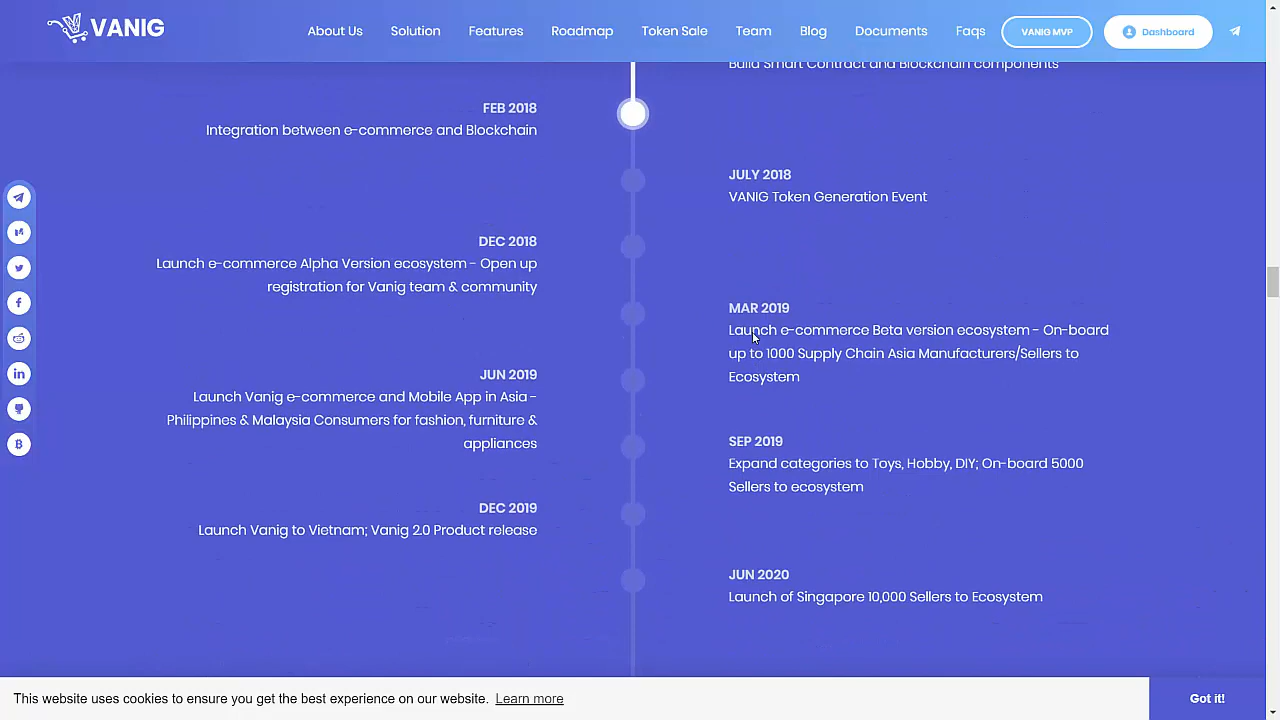 VANIG
About Us
Solution
Features
Roadmap
Token Sale
Team
Blog
Documents
Faqs
VANIG MVP
Dashboard
Build Smart Contract and Blockchain components
FEB 2018
Integration between e-commerce and Blockchain
JULY 2018
VANIG Token Generation Event
DEC 2018
Launch e-commerce Alpha Version ecosystem - Open up
registration for Vanig team & community
MAR 2019
Launch e-commerce Beta version ecosystem - On-board
up to 1000 Supply Chain Asia Manufacturers/Sellers to
Ecosystem
JUN 2019
Launch Vanig e-commerce and Mobile App in Asia -
Philippines & Malaysia Consumers for fashion, furniture &
appliances
SEP 2019
Expand categories to Toys, Hobby, DIY; On-board 5000
Sellers to ecosystem
DEC 2019
Launch Vanig to Vietnam; Vanig 2.0 Product release
JUN 2020
Launch of Singapore 10,000 Sellers to Ecosystem
This website uses cookies to ensure you get the best experience on our website. Learn more
Got it!